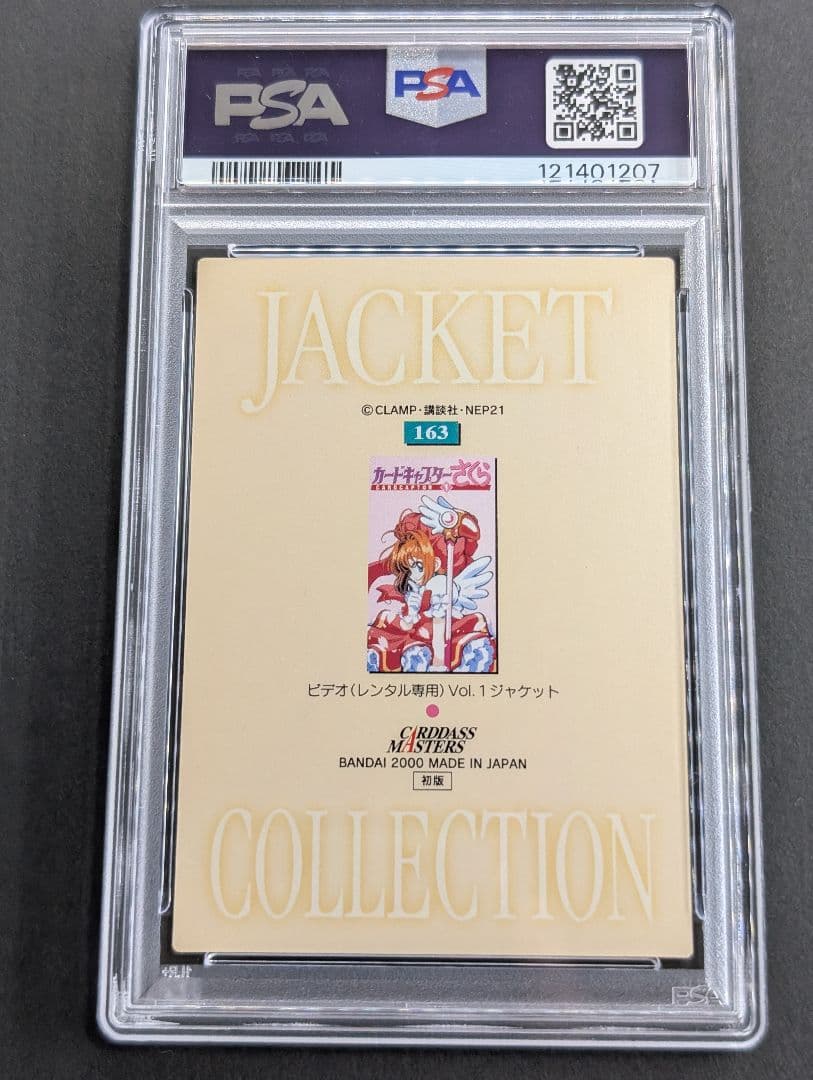 PSA
PSA
121401207
JACKET
©CLAMP・講談社・NEP21
163
カードキャプターさくら
CARDCAPTOR
ビデオ(レンタル専用)Vol.1ジャケット
CARDDASS
MASTERS
BANDAI 2000 MADE IN JAPAN
初版
COLLECTION
PSA